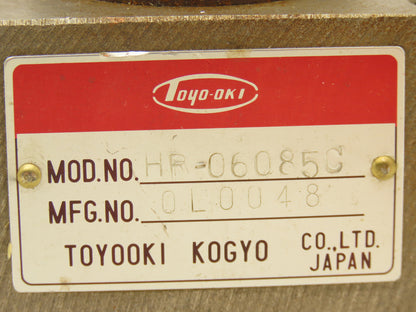 TOYO-OKI
MOD.NO. HR-06085C
MFG.NO. 0L0048
TOYOOKI KOGYO CO.,LTD.
JAPAN